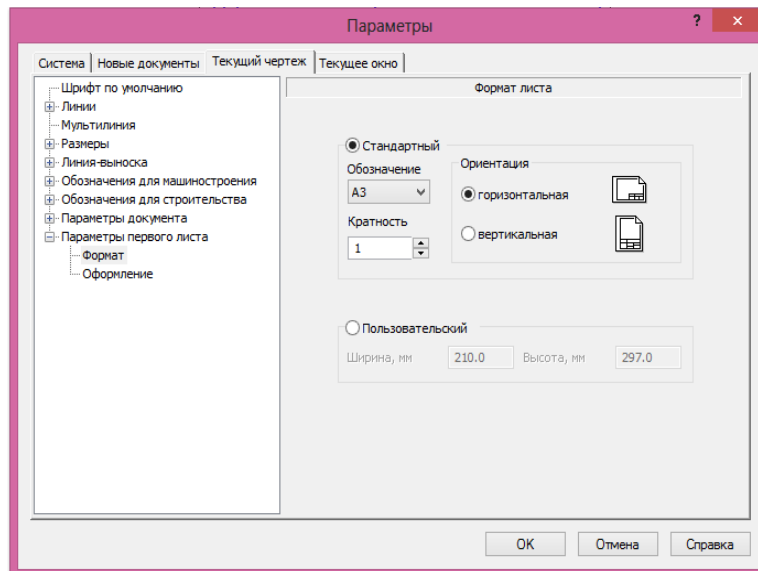 Параметры
?
×
Система
Новые документы
Текущий чертеж
Текущее окно
Шрифт по умолчанию
Линии
Мультилиния
Размеры
Линия-выноска
Обозначения для машиностроения
Обозначения для строительства
Параметры документа
Параметры первого листа
Формат
Оформление
Формат листа
Стандартный
Обозначение
A3
Кратность
1
Ориентация
горизонтальная
вертикальная
Пользовательский
Ширина, мм
210.0
Высота, мм
297.0
OK
Отмена
Справка